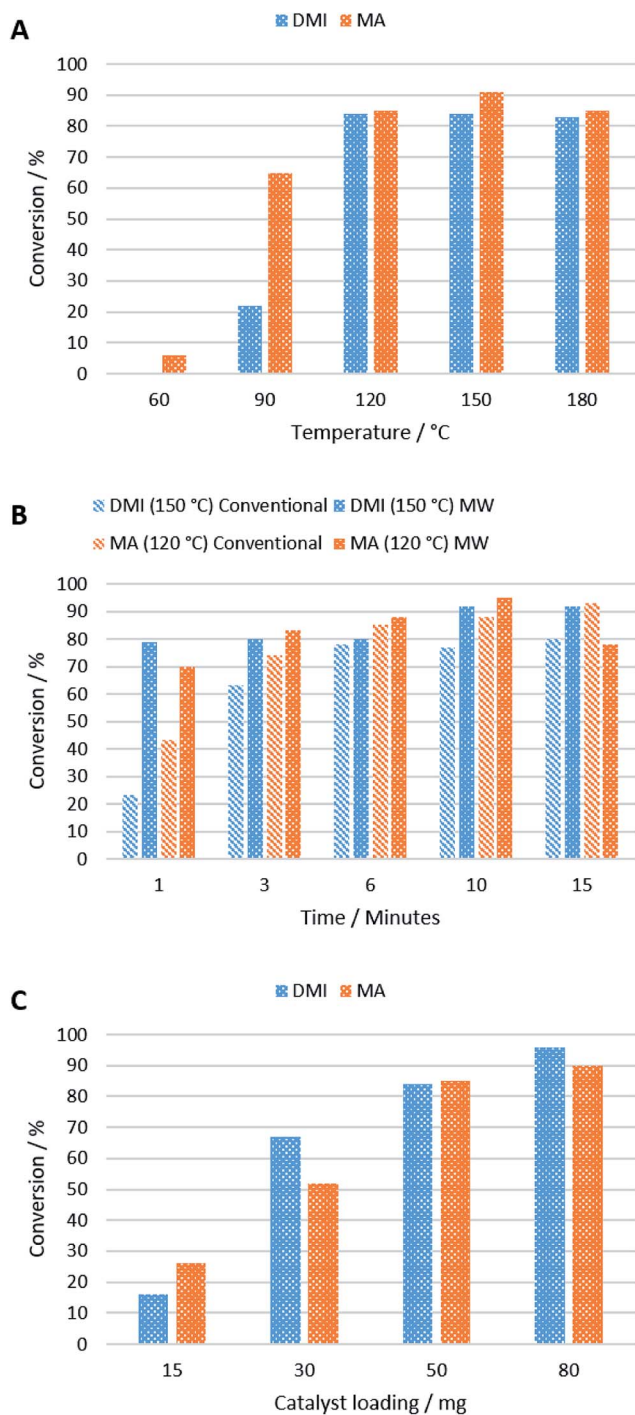 A
DMI MA
100
90
80
70
60
50
40
30
20
10
0
Conversion / %
60 90 120 150 180
Temperature / °C
B
DMI (150 °C) Conventional DMI (150 °C) MW
MA (120 °C) Conventional MA (120 °C) MW
100
90
80
70
60
50
40
30
20
10
0
Conversion / %
1 3 6 10 15
Time / Minutes
C
DMI MA
100
90
80
70
60
50
40
30
20
10
0
Conversion / %
15 30 50 80
Catalyst loading / mg